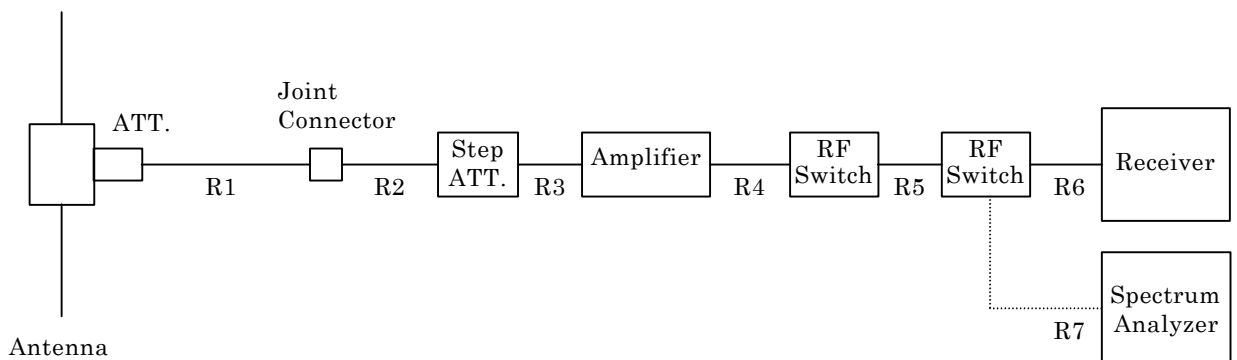 Joint
Connector
ATT.
Step
ATT.
Amplifier
RF
Switch
RF
Switch
Receiver
R1
R2
R3
R4
R5
R6
Spectrum
Analyzer
R7
Antenna